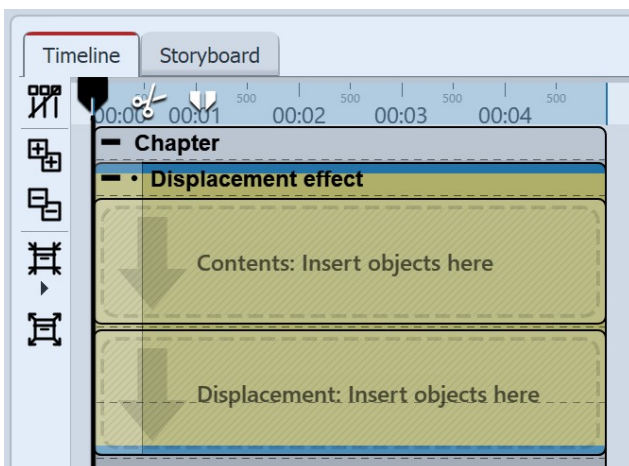 Timeline Storyboard
500 500 500 500
00:00 00:01 00:02 00:03 00:04
Chapter
Displacement effect
Contents: Insert objects here
Displacement: Insert objects here